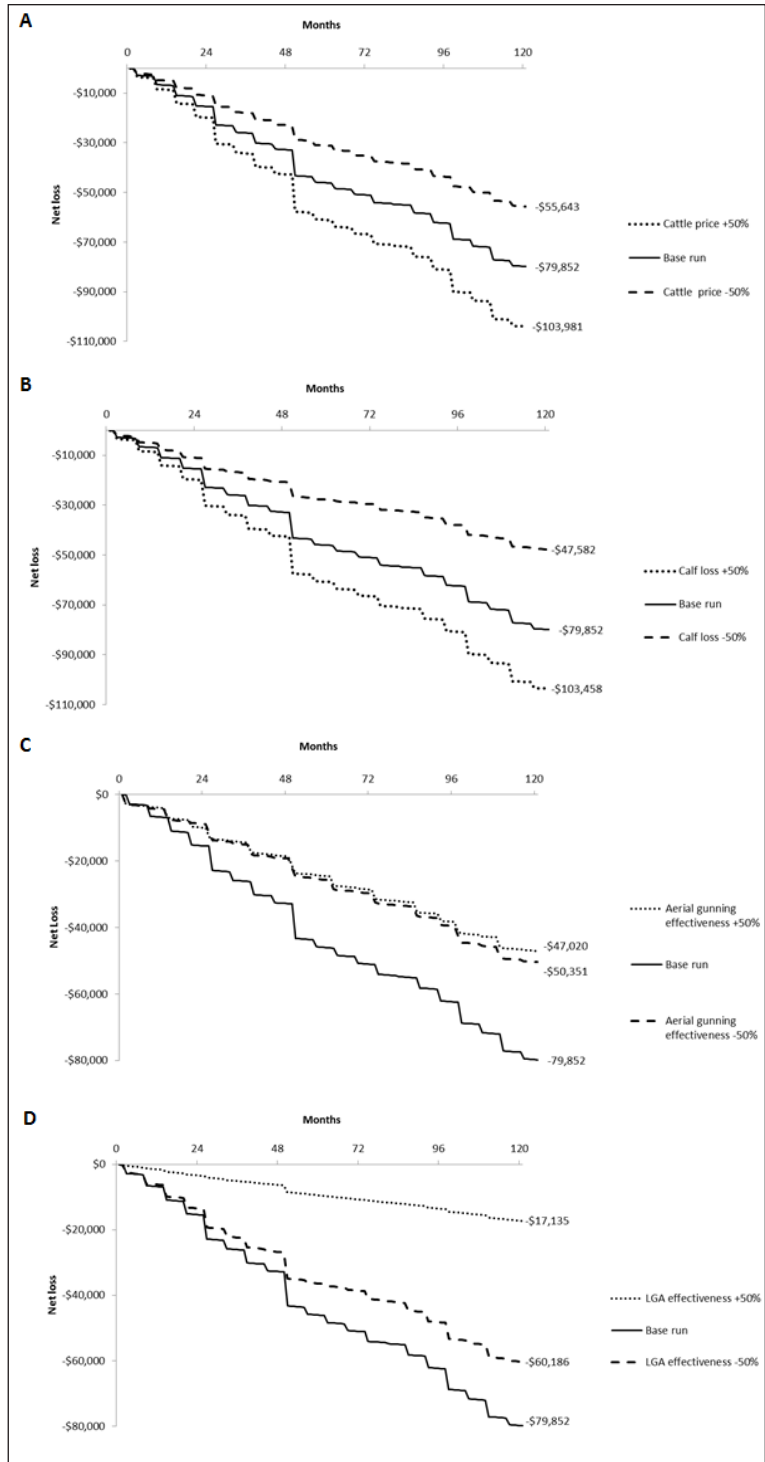 A
Months
0 24 48 72 96 120
-$10,000
-$30,000
-$50,000
-$70,000
-$90,000
-$110,000
Net loss
-$55,643
-$79,852
-$103,981
Cattle price +50%
Base run
Cattle price -50%
B
Months
0 24 48 72 96 120
-$10,000
-$30,000
-$50,000
-$70,000
-$90,000
-$110,000
Net loss
-$47,582
-$79,852
-$103,458
Calf loss +50%
Base run
Calf loss -50%
C
Months
0 24 48 72 96 120
$0
-$20,000
-$40,000
-$60,000
-$80,000
Net Loss
-$47,020
-$50,351
-79,852
Aerial gunning
effectiveness +50%
Base run
Aerial gunning
effectiveness -50%
D
Months
0 24 48 72 96 120
$0
-$20,000
-$40,000
-$60,000
-$80,000
Net loss
-$17,135
-$60,186
-$79,852
LGA effectiveness +50%
Base run
LGA effectiveness -50%